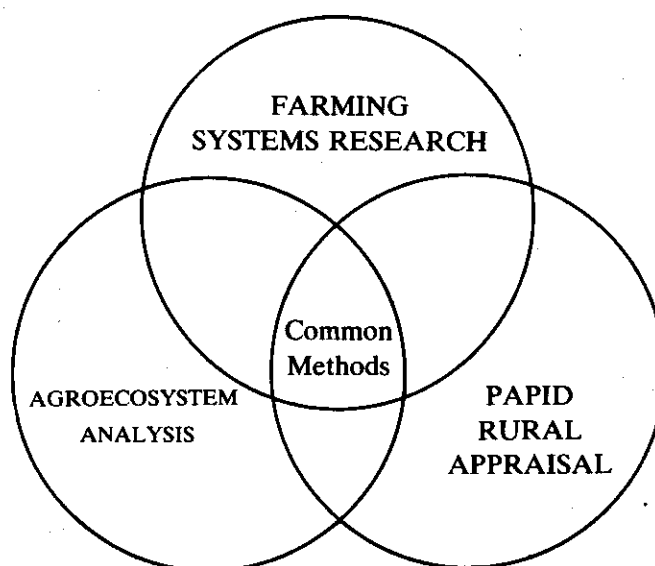 FARMING
SYSTEMS RESEARCH
Common
Methods
AGROECOSYSTEM
ANALYSIS
PAPID
RURAL
APPRAISAL